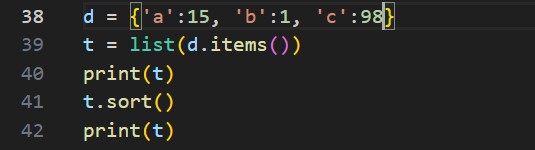 38 d = {'a':15, 'b':1, 'c':98}
39 t = list(d.items())
40 print(t)
41 t.sort()
42 print(t)